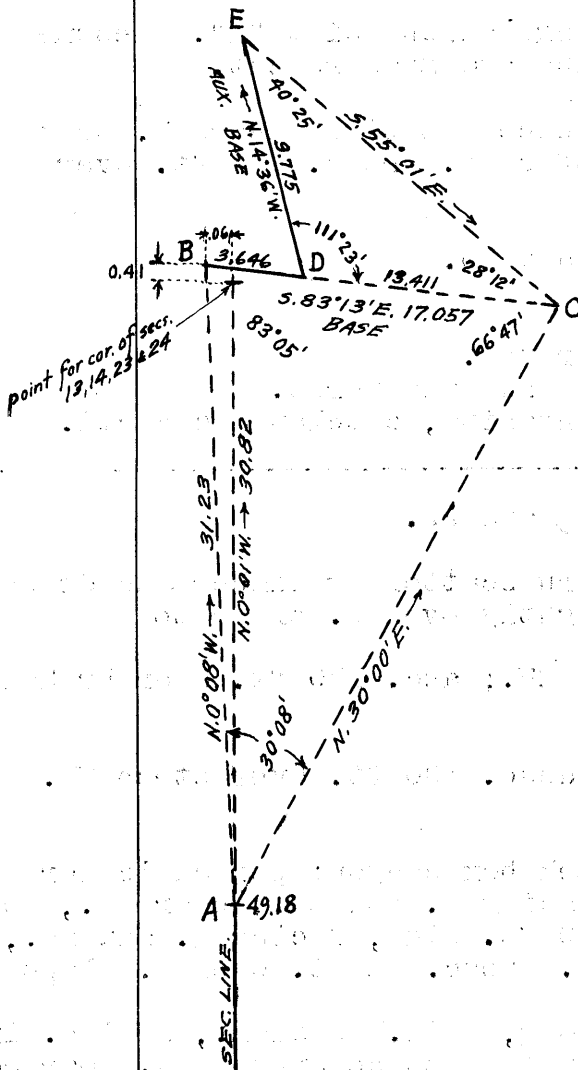 E
40°25'
S.55°01'E.
AUX. BASE
N.14°36'W.
9.775
111°23'
.06
B
3.646
D
0.41
13.411
28°12'
C
S.83°13'E. 17.057
BASE
66°47'
83°05'
point for cor. of secs.
13,14,23 & 24
31.23
30.82
N.0°08'W.
N.0°01'W.
30°08'
N.30°00'E.
A
49.18
SEC. LINE.